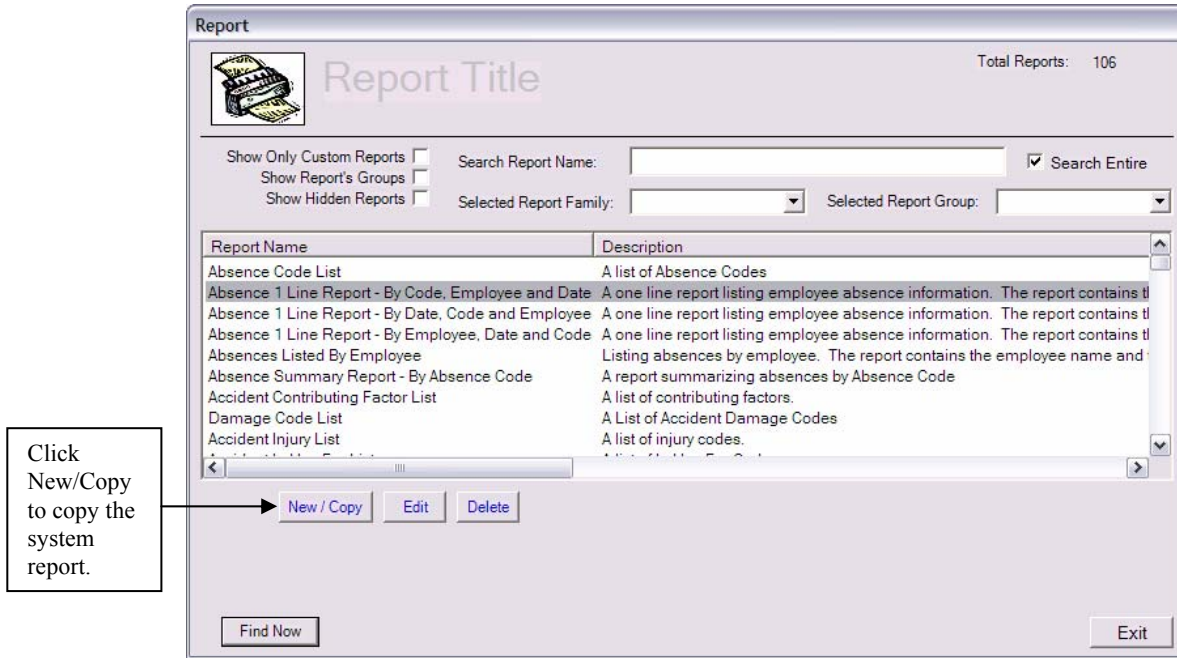 Report
Report Title
Total Reports: 106
Show Only Custom Reports
Show Report's Groups
Show Hidden Reports
Search Report Name:
Search Entire
Selected Report Family:
Selected Report Group:
Report Name Description
Absence Code List A list of Absence Codes
Absence 1 Line Report - By Code, Employee and Date A one line report listing employee absence information. The report contains
Absence 1 Line Report - By Date, Code and Employee A one line report listing employee absence information. The report contains
Absence 1 Line Report - By Employee, Date and Code A one line report listing employee absence information. The report contains
Absences Listed By Employee Listing absences by employee. The report contains the employee name and
Absence Summary Report - By Absence Code A report summarizing absences by Absence Code
Accident Contributing Factor List A list of contributing factors.
Damage Code List A List of Accident Damage Codes
Accident Injury List A list of injury codes.
Click
New/Copy
to copy the
system
report.
New / Copy Edit Delete
Find Now Exit